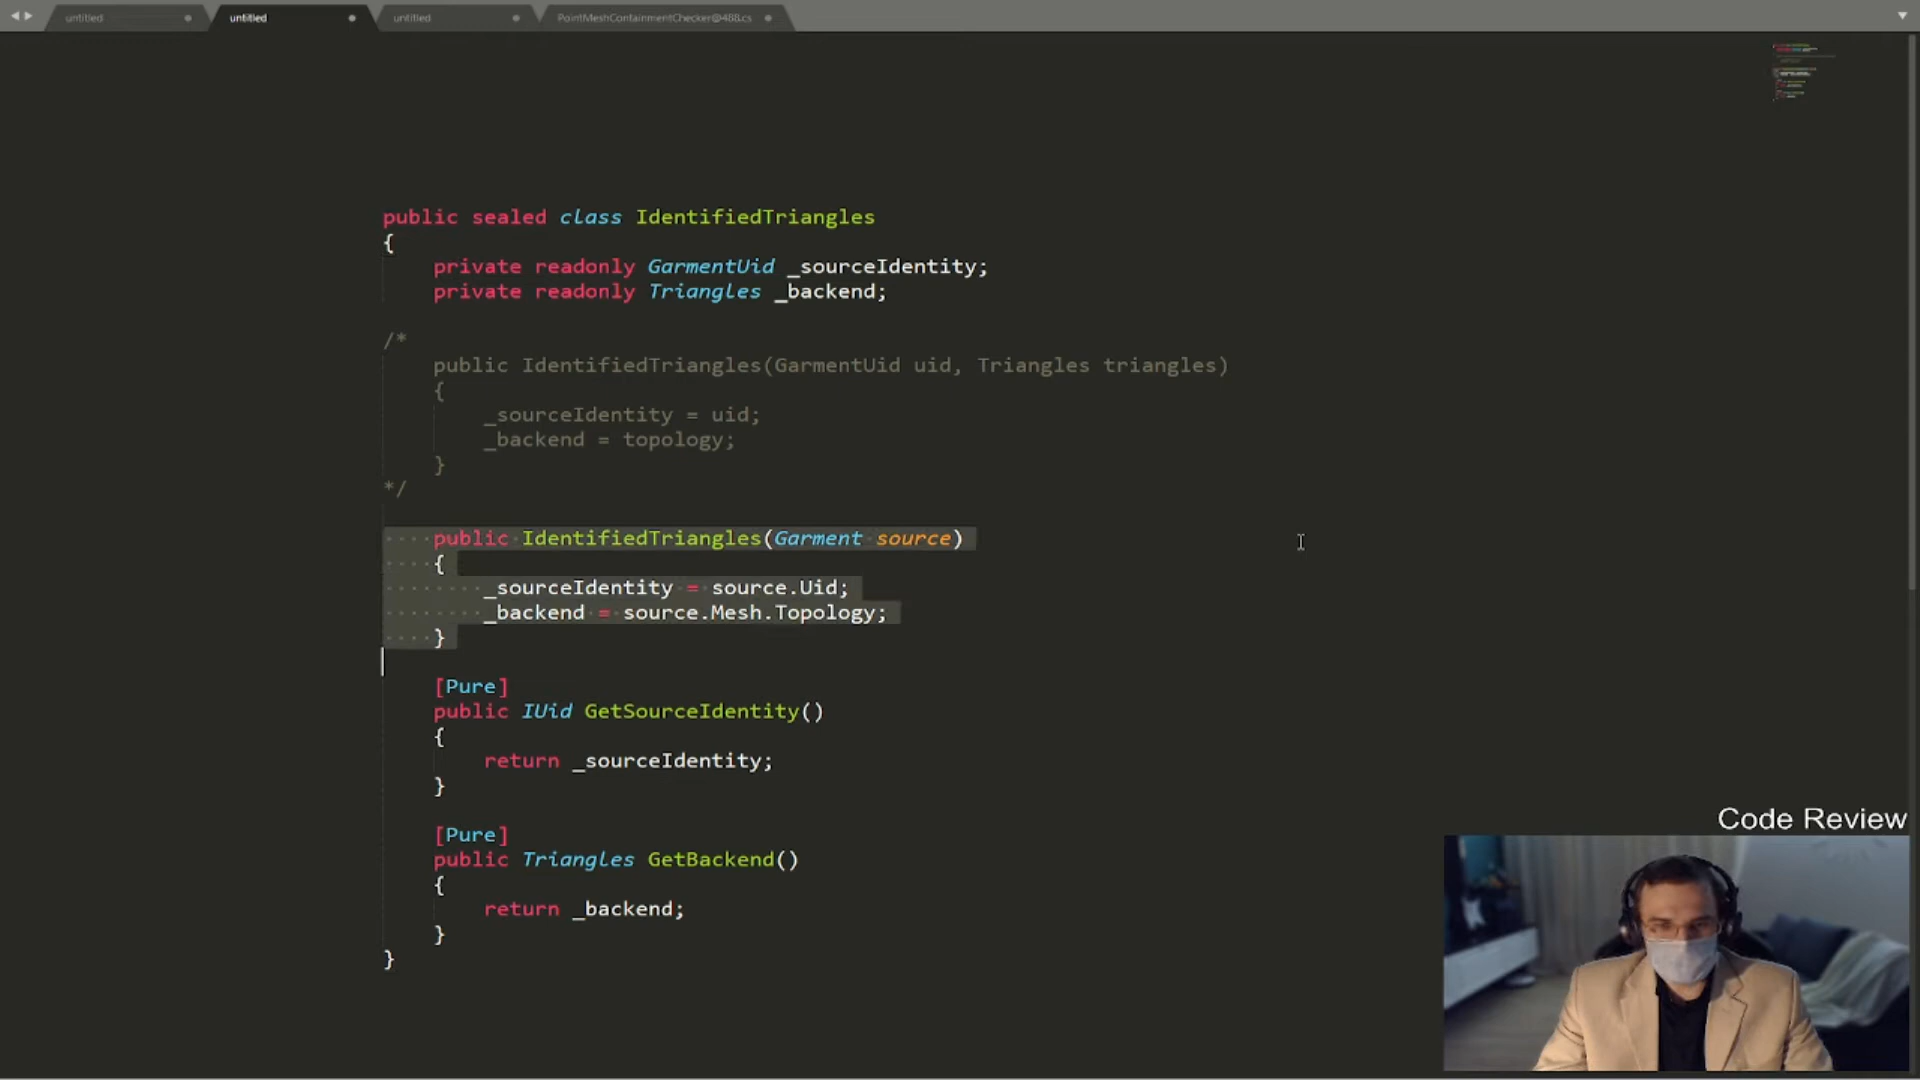 untitled
untitled
untitled
PointMeshContainmentChecker@488.cs
public sealed class IdentifiedTriangles
{
private readonly GarmentUid _sourceIdentity;
private readonly Triangles _backend;
/*
public IdentifiedTriangles(GarmentUid uid, Triangles triangles)
{
_sourceIdentity = uid;
_backend = topology;
}
*/
public IdentifiedTriangles(Garment source)
{
_sourceIdentity = source.Uid;
_backend = source.Mesh.Topology;
}
[Pure]
public IUid GetSourceIdentity()
{
return _sourceIdentity;
}
[Pure]
public Triangles GetBackend()
{
return _backend;
}
}
Code Review